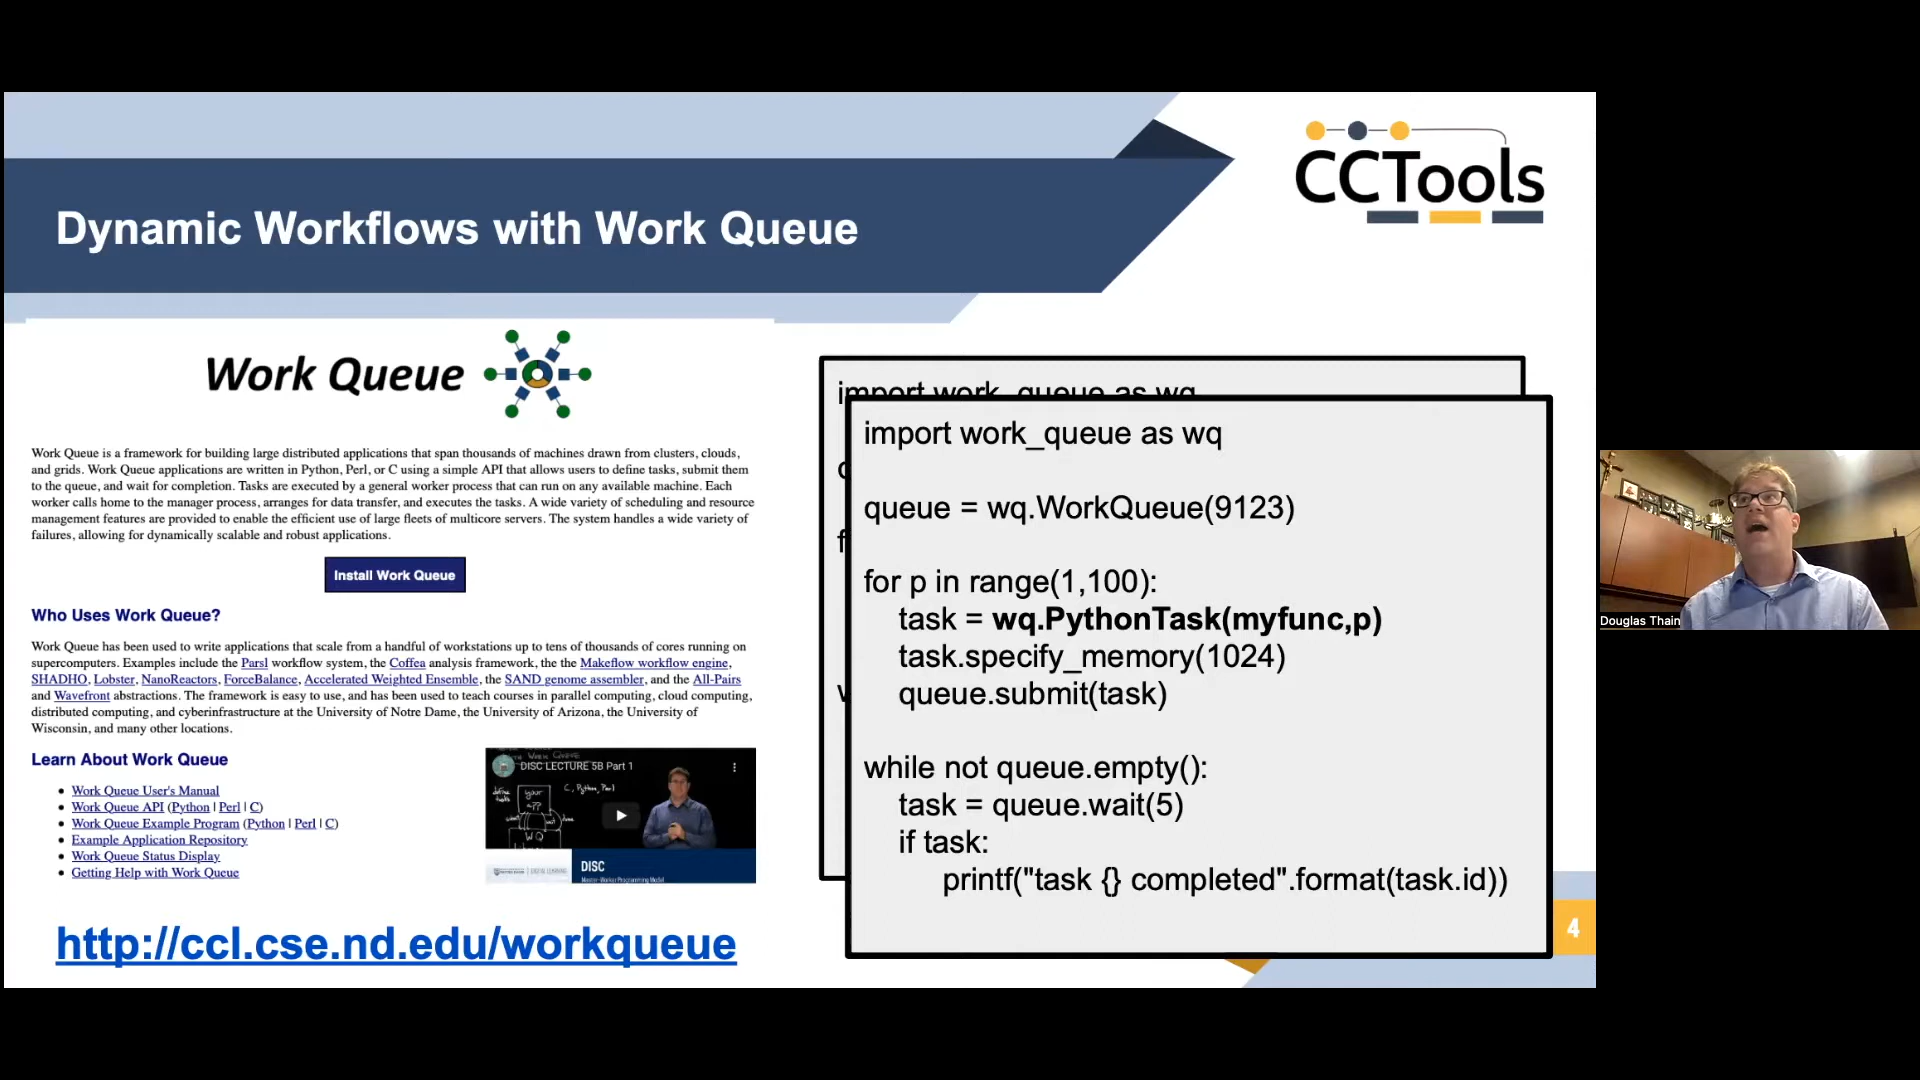 CCTools
Dynamic Workflows with Work Queue
Work Queue
Work Queue is a framework for building large distributed applications that span thousands of machines drawn from clusters, clouds,
and grids. Work Queue applications are written in Python, Perl, or C using a simple API that allows users to define tasks, submit them
to the queue, and wait for completion. Tasks are executed by a general worker process that can run on any available machine. Each
worker calls home to the manager process, arranges for data transfer, and executes the tasks. A wide variety of scheduling and resource
management features are provided to enable the efficient use of large fleets of multicore servers. The system handles a wide variety of
failures, allowing for dynamically scalable and robust applications.
Install Work Queue
Who Uses Work Queue?
Work Queue has been used to write applications that scale from a handful of workstations up to tens of thousands of cores running on
supercomputers. Examples include the Parsl workflow system, the Coffea analysis framework, the the Makeflow workflow engine,
SHADHO, Lobster, NanoReactors, ForceBalance, Accelerated Weighted Ensemble, the SAND genome assembler, and the All-Pairs
and Wavefront abstractions. The framework is easy to use, and has been used to teach courses in parallel computing, cloud computing,
distributed computing, and cyberinfrastructure at the University of Notre Dame, the University of Arizona, the University of
Wisconsin, and many other locations.
Learn About Work Queue
Work Queue User's Manual
Work Queue API (Python | Perl | C)
Work Queue Example Program (Python | Perl | C)
Example Application Repository
Work Queue Status Display
Getting Help with Work Queue
DISC LECTURE 5B Part 1
define
tasks
your
C, Python, Perl
WQ
DISC
http://ccl.cse.nd.edu/workqueue
import work_queue as wq
import work_queue as wq
queue = wq.WorkQueue(9123)
for p in range(1,100):
task = wq.PythonTask(myfunc,p)
task.specify_memory(1024)
queue.submit(task)
while not queue.empty():
task = queue.wait(5)
if task:
printf("task {} completed".format(task.id))
4
Douglas Thain